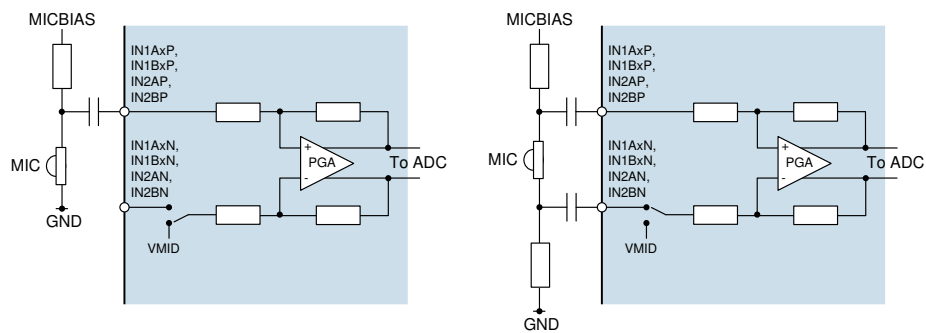 MICBIAS
IN1AxP,
IN1BxP,
IN2AP,
IN2BP
+
PGA
-
To ADC
MIC
IN1AxN,
IN1BxN,
IN2AN,
IN2BN
GND
VMID
MICBIAS
IN1AxP,
IN1BxP,
IN2AP,
IN2BP
+
PGA
-
To ADC
MIC
IN1AxN,
IN1BxN,
IN2AN,
IN2BN
VMID
GND